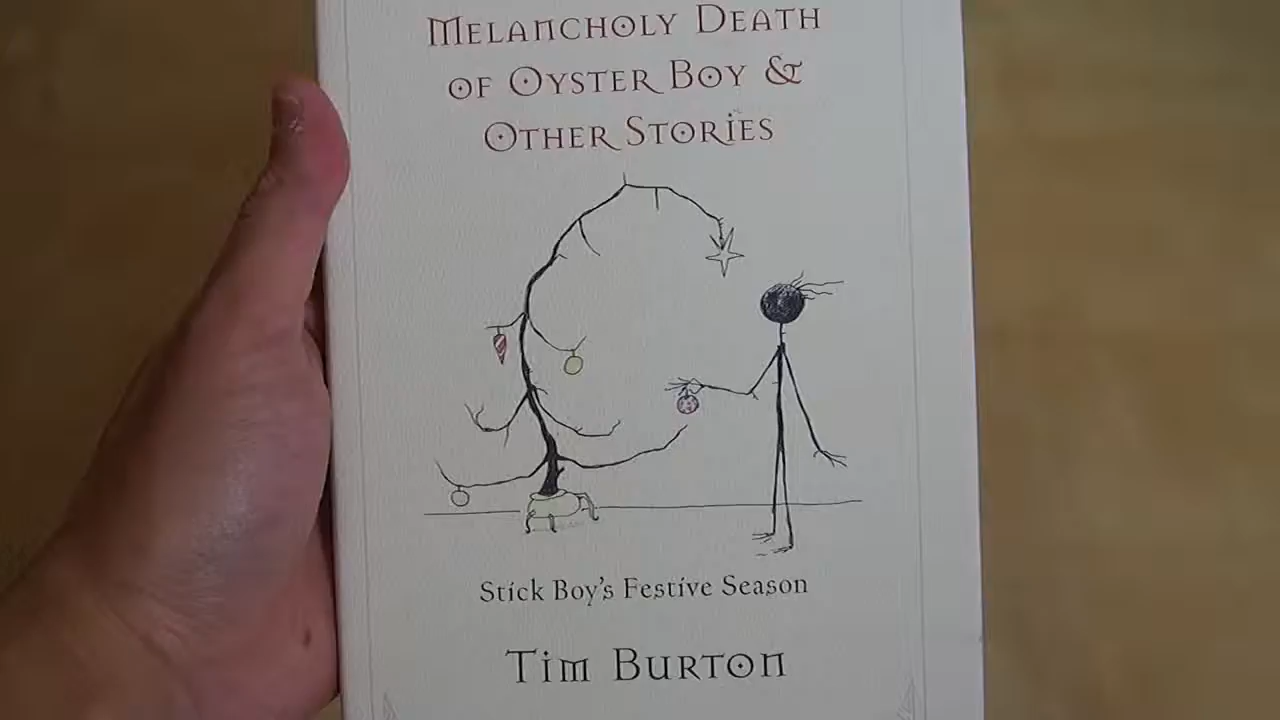 Melancholy Death
of Oyster Boy &
Other Stories
Stick Boy's Festive Season
Tim Burton